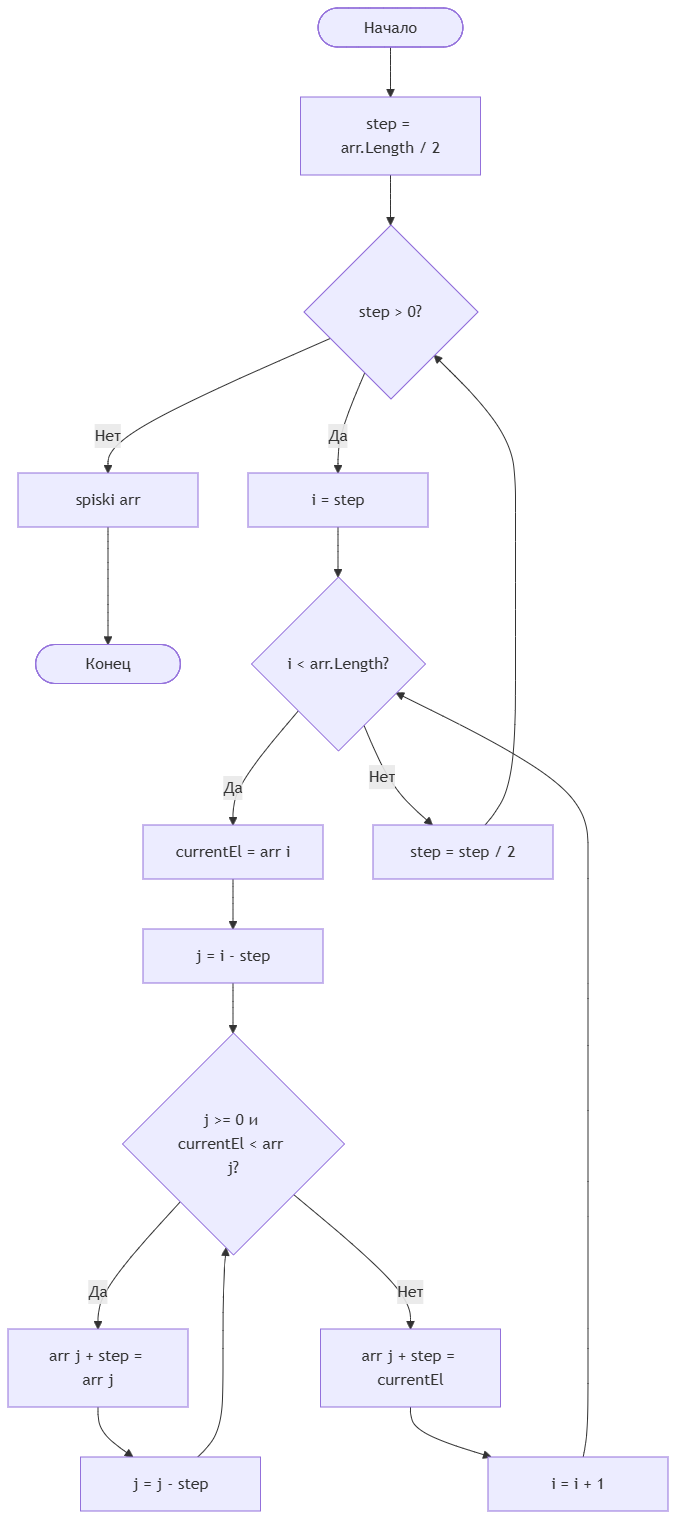 Начало
step =
arr.Length / 2
step > 0?
Нет
Да
spiski arr
i = step
Конец
i < arr.Length?
Да
Нет
currentEl = arr i
step = step / 2
j = i - step
j >= 0 и
currentEl < arr
j?
Да
Нет
arr j + step =
arr j
arr j + step =
currentEl
j = j - step
i = i + 1